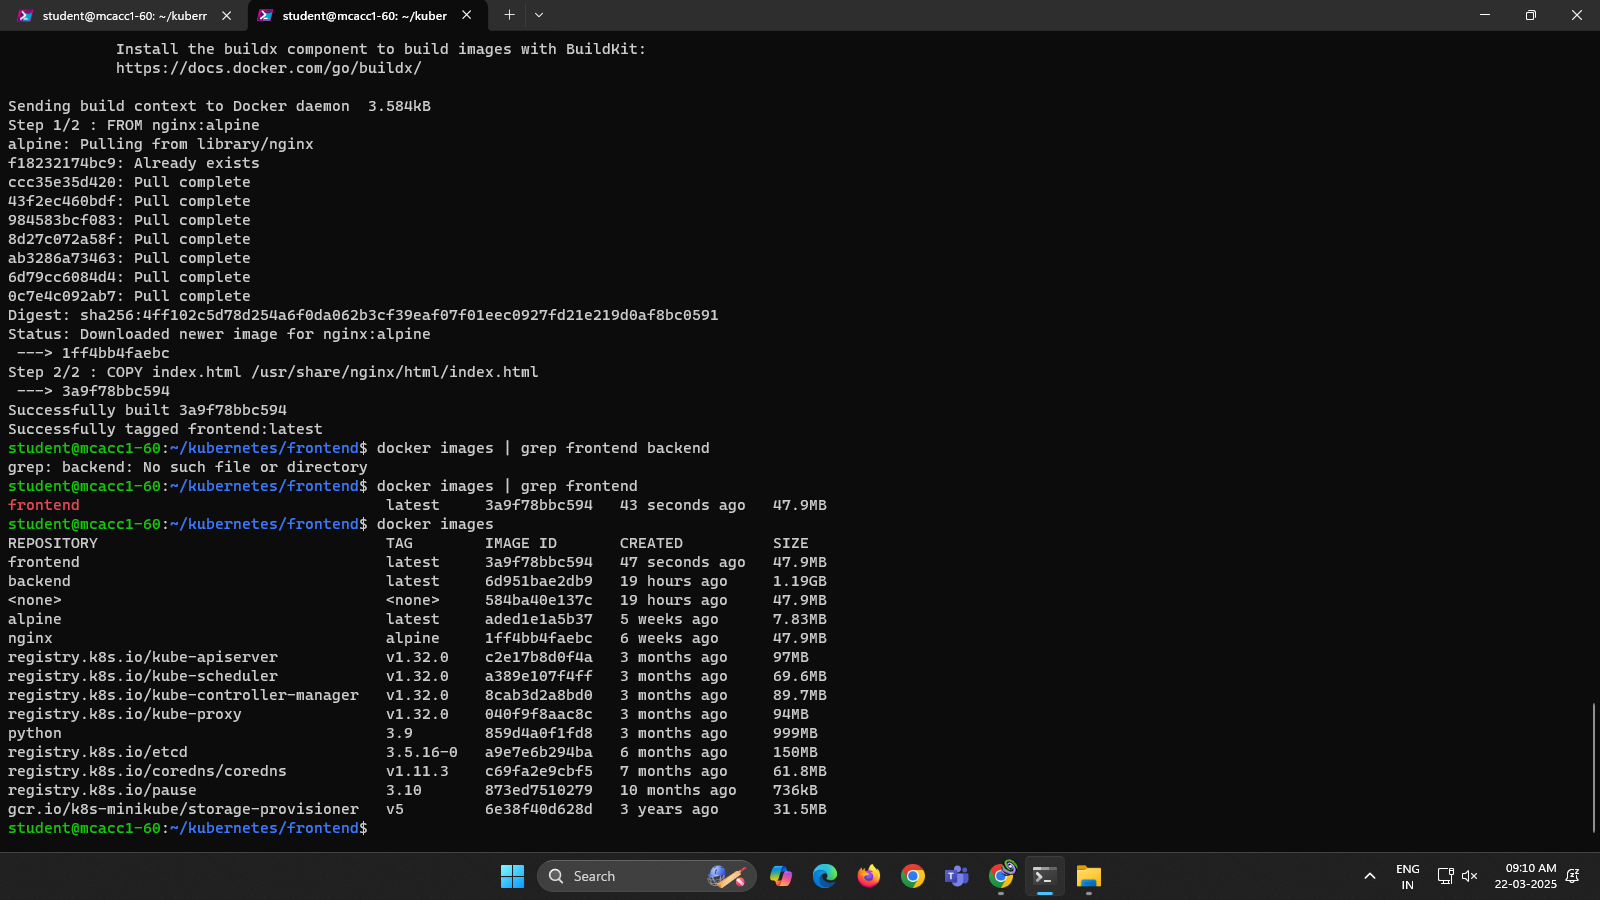 student@mcacc1-60: ~/kuberr
student@mcacc1-60: ~/kuber
Install the buildx component to build images with BuildKit:
https://docs.docker.com/go/buildx/
Sending build context to Docker daemon  3.584kB
Step 1/2 : FROM nginx:alpine
alpine: Pulling from library/nginx
f18232174bc9: Already exists
ccc35e35d420: Pull complete
43f2ec460bdf: Pull complete
984583bcf083: Pull complete
8d27c072a58f: Pull complete
ab3286a73463: Pull complete
6d79cc6084d4: Pull complete
0c7e4c092ab7: Pull complete
Digest: sha256:4ff102c5d78d254a6f0da062b3cf39eaf07f01eec0927fd21e219d0af8bc0591
Status: Downloaded newer image for nginx:alpine
 ---> 1ff4bb4faebc
Step 2/2 : COPY index.html /usr/share/nginx/html/index.html
 ---> 3a9f78bbc594
Successfully built 3a9f78bbc594
Successfully tagged frontend:latest
student@mcacc1-60:~/kubernetes/frontend$ docker images | grep frontend backend
grep: backend: No such file or directory
student@mcacc1-60:~/kubernetes/frontend$ docker images | grep frontend
frontend latest 3a9f78bbc594 43 seconds ago 47.9MB
student@mcacc1-60:~/kubernetes/frontend$ docker images
REPOSITORY TAG IMAGE ID CREATED SIZE
frontend latest 3a9f78bbc594 47 seconds ago 47.9MB
backend latest 6d951bae2db9 19 hours ago 1.19GB
<none> <none> 584ba40e137c 19 hours ago 47.9MB
alpine latest aded1e1a5b37 5 weeks ago 7.83MB
nginx alpine 1ff4bb4faebc 6 weeks ago 47.9MB
registry.k8s.io/kube-apiserver v1.32.0 c2e17b8d0f4a 3 months ago 97MB
registry.k8s.io/kube-scheduler v1.32.0 a389e107f4ff 3 months ago 69.6MB
registry.k8s.io/kube-controller-manager v1.32.0 8cab3d2a8bd0 3 months ago 89.7MB
registry.k8s.io/kube-proxy v1.32.0 040f9f8aac8c 3 months ago 94MB
python 3.9 859d4a0f1fd8 3 months ago 999MB
registry.k8s.io/etcd 3.5.16-0 a9e7e6b294ba 6 months ago 150MB
registry.k8s.io/coredns/coredns v1.11.3 c69fa2e9cbf5 7 months ago 61.8MB
registry.k8s.io/pause 3.10 873ed7510279 10 months ago 736kB
gcr.io/k8s-minikube/storage-provisioner v5 6e38f40d628d 3 years ago 31.5MB
student@mcacc1-60:~/kubernetes/frontend$
Search
ENG
IN
09:10 AM
22-03-2025